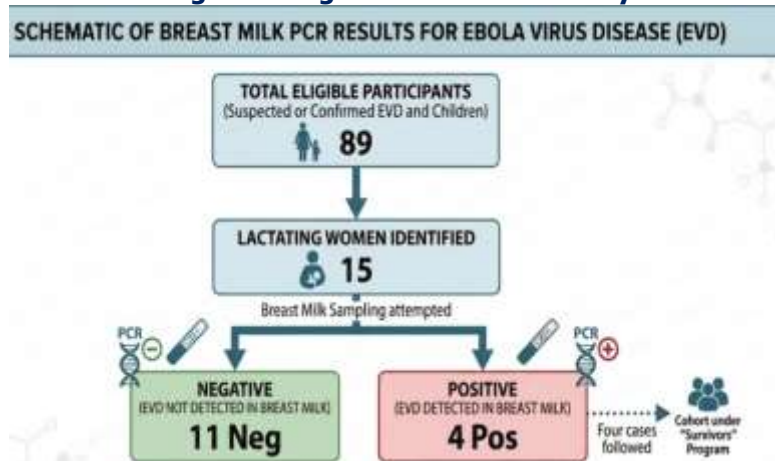 SCHEMATIC OF BREAST MILK PCR RESULTS FOR EBOLA VIRUS DISEASE (EVD)
TOTAL ELIGIBLE PARTICIPANTS
(Suspected or Confirmed EVD and Children)
89
LACTATING WOMEN IDENTIFIED
15
Breast Milk Sampling attempted
PCR
NEGATIVE
(EVD NOT DETECTED IN BREAST MILK)
11 Neg
PCR
POSITIVE
(EVD DETECTED IN BREAST MILK)
4 Pos
Four cases
followed
Cohort under
"Survivors"
Program